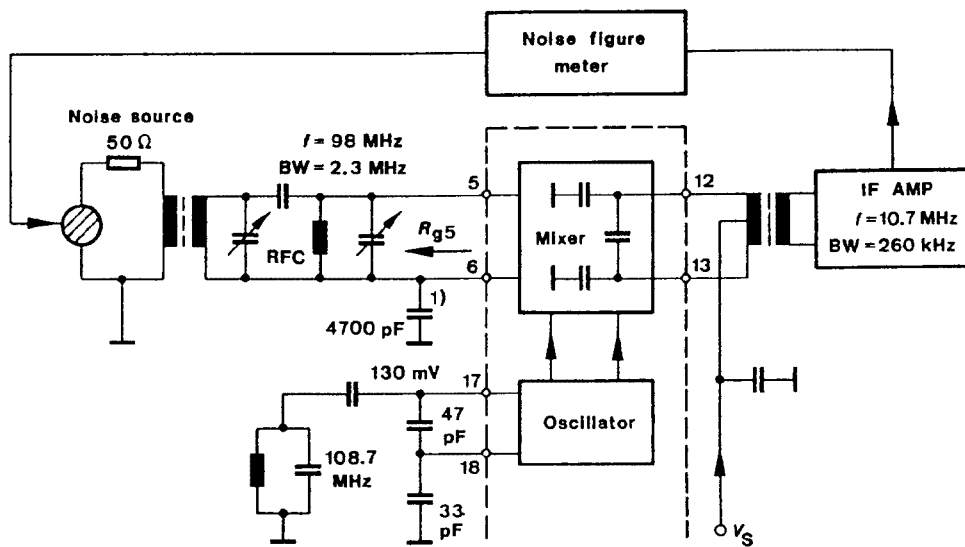 Noise figure
meter
Noise source
50 Ω
f = 98 MHz
BW = 2.3 MHz
RFC
Rg5
5
6
1)
4700 pF
Mixer
12
13
IF AMP
f = 10.7 MHz
BW = 260 kHz
130 mV
17
47
pF
18
33
pF
108.7
MHz
Oscillator
VS